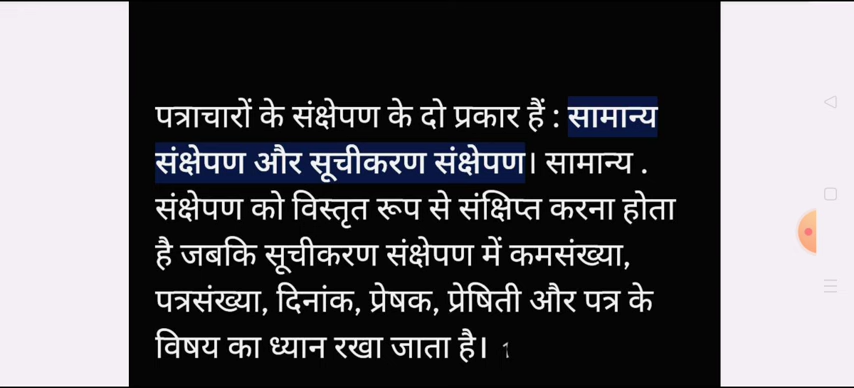 पत्राचारों के संक्षेपण के दो प्रकार हैं : सामान्य
संक्षेपण और सूचीकरण संक्षेपण। सामान्य .
संक्षेपण को विस्तृत रूप से संक्षिप्त करना होता
है जबकि सूचीकरण संक्षेपण में कमसंख्या,
पत्रसंख्या, दिनांक, प्रेषक, प्रेषिती और पत्र के
विषय का ध्यान रखा जाता है। 1